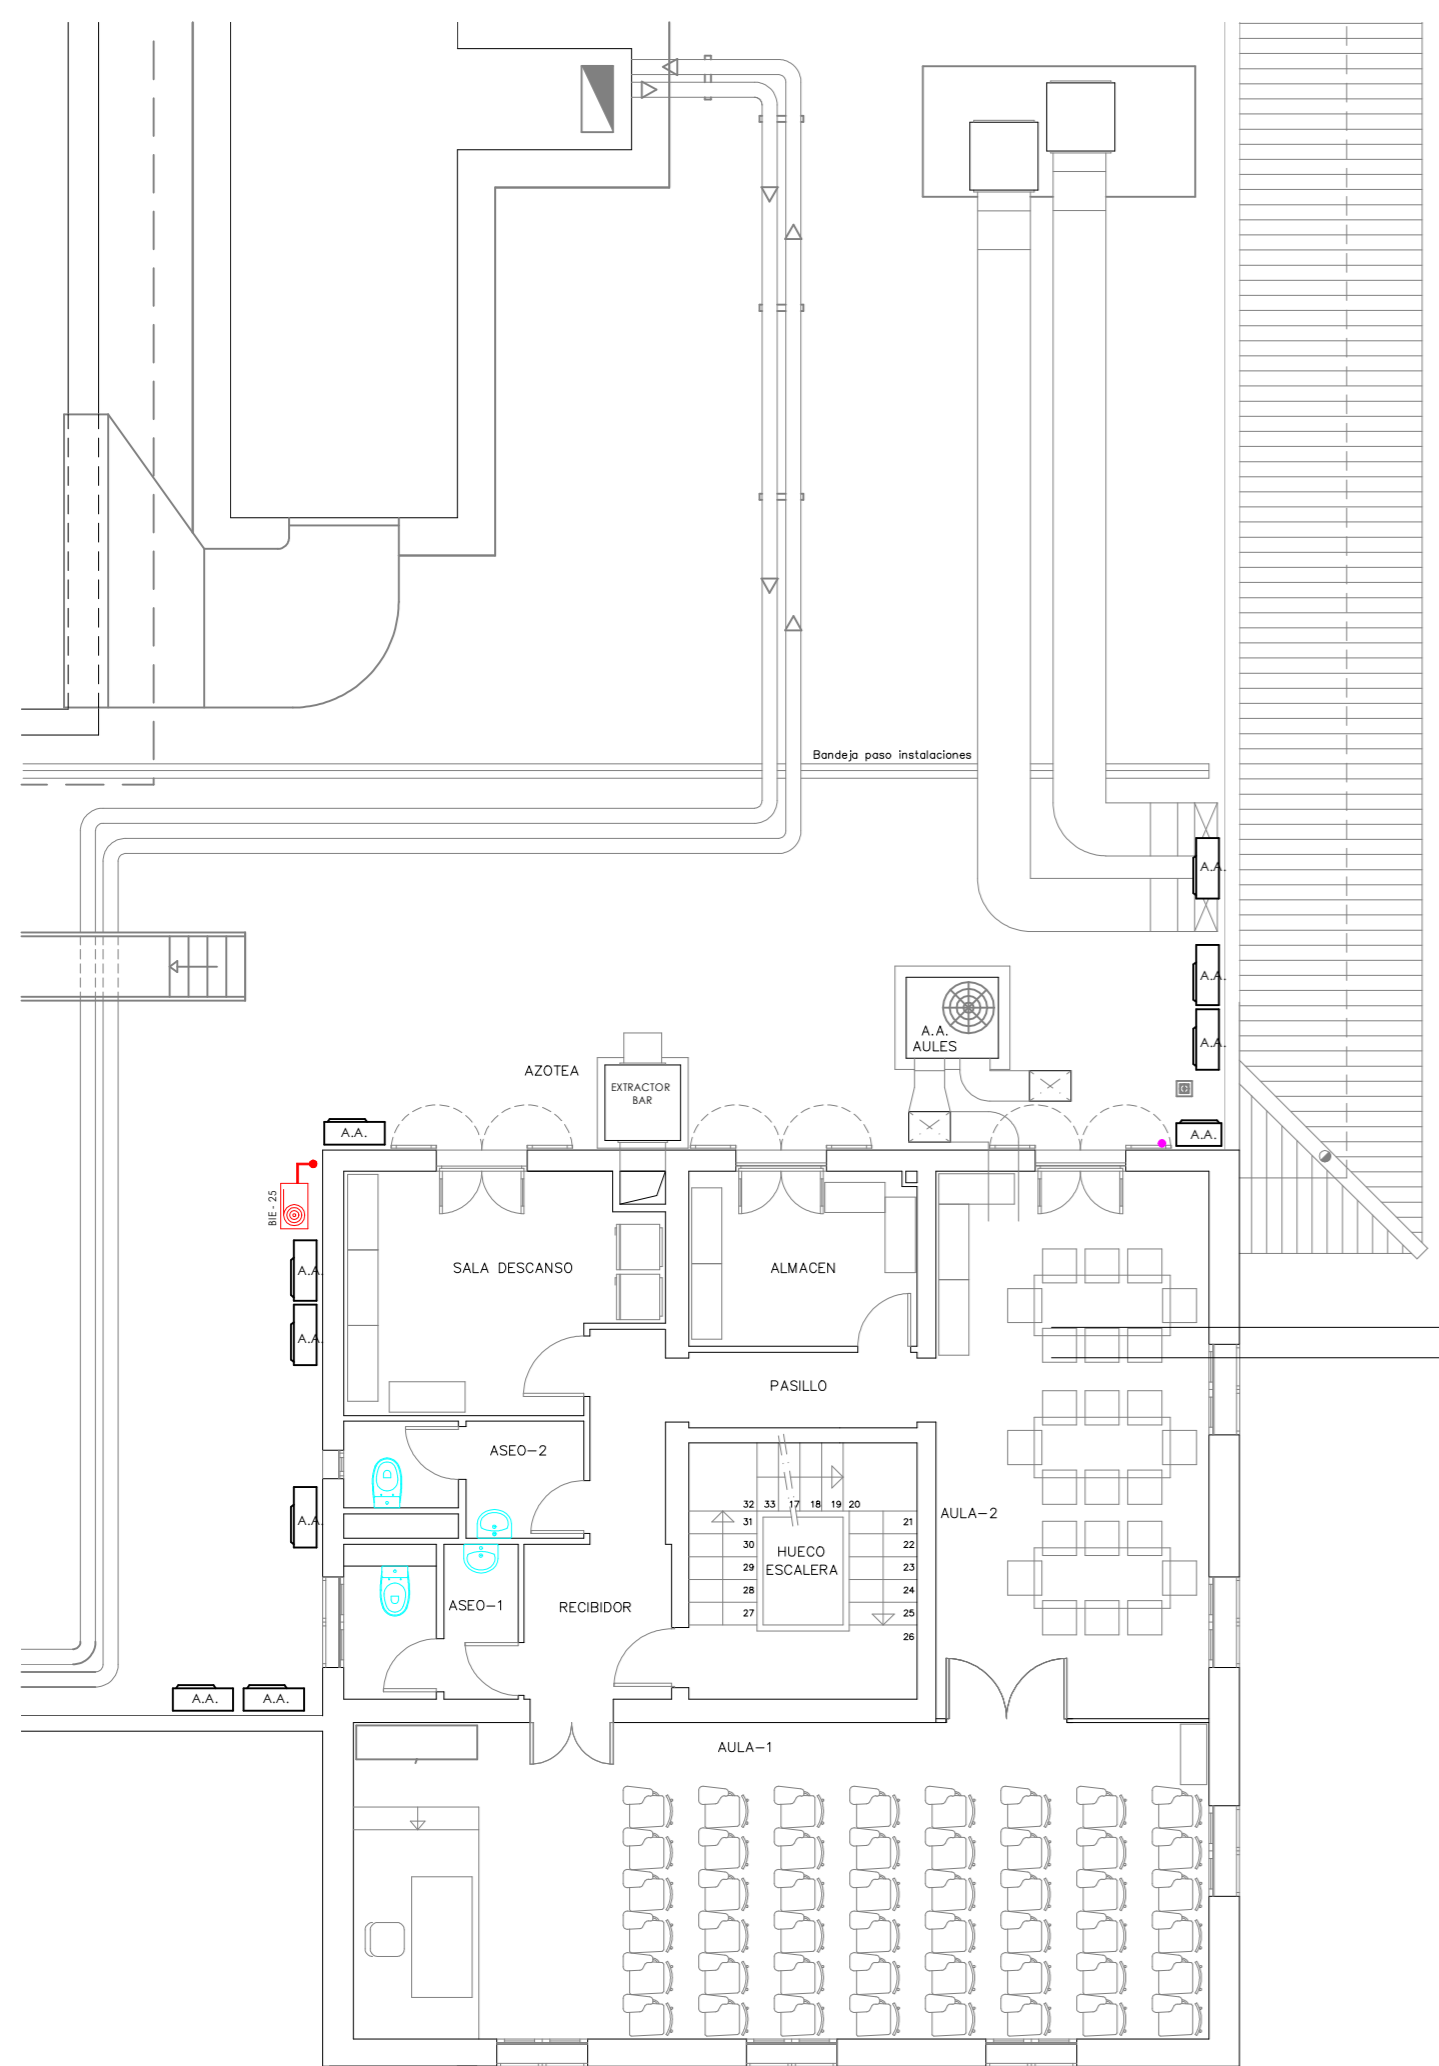 Bandeja paso instalaciones
A.A.
A.A.
A.A.
A.A.
AULES
AZOTEA
EXTRACTOR
BAR
A.A.
A.A.
BIE - 25
A.A.
SALA DESCANSO
ALMACEN
A.A.
PASILLO
ASEO-2
32 33 17 18 19 20
AULA-2
A.A.
31
21
30
22
HUECO
ESCALERA
29
23
28
24
27
25
26
ASEO-1
RECIBIDOR
A.A.
A.A.
AULA-1